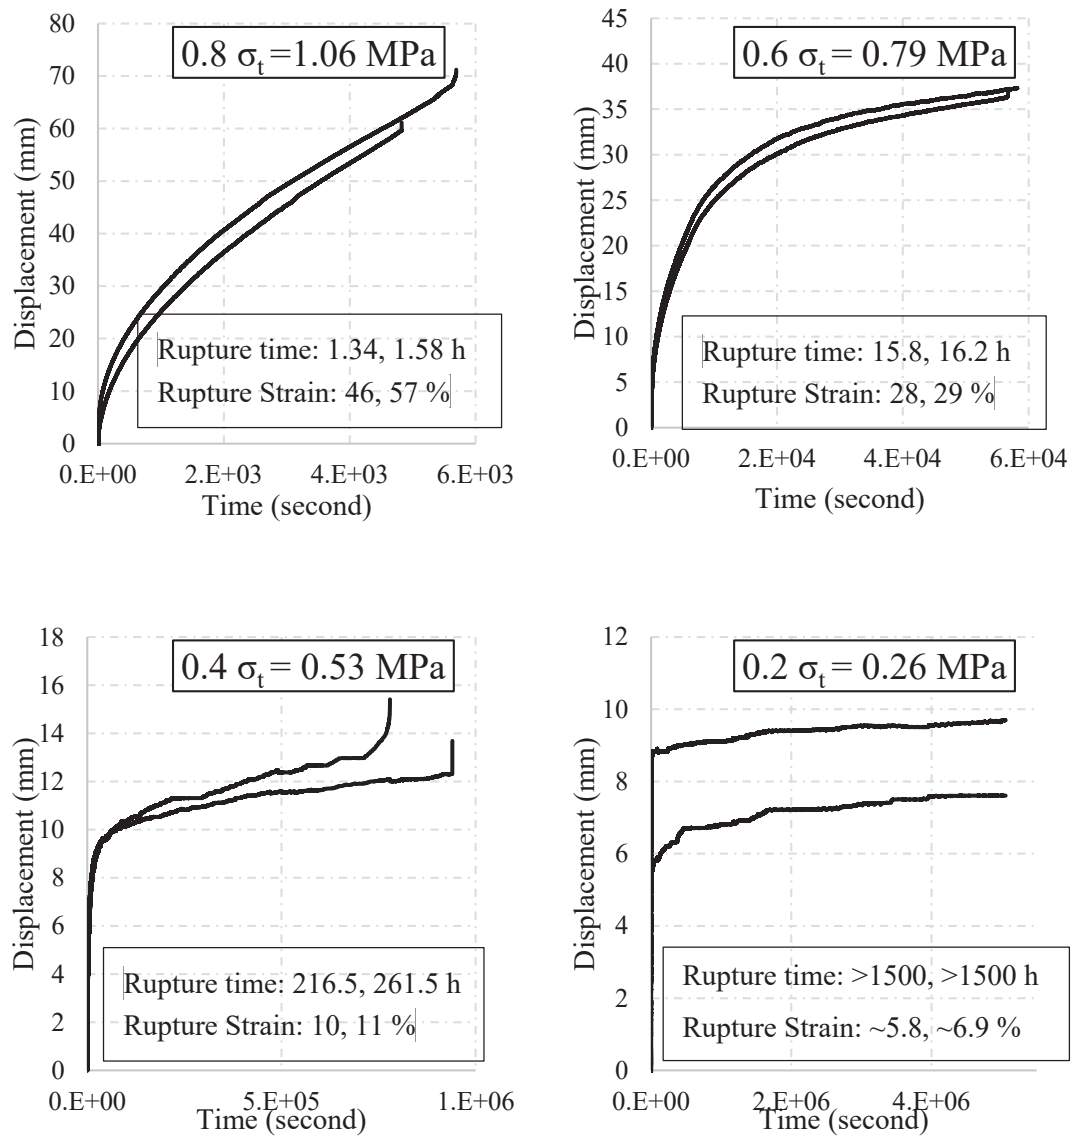 80
70
60
50
40
30
20
10
0
Displacement (mm)
0.8 σt =1.06 MPa
Rupture time: 1.34, 1.58 h
Rupture Strain: 46, 57 %
0.E+00 2.E+03 4.E+03 6.E+03
Time (second)
45
40
35
30
25
20
15
10
5
0
Displacement (mm)
0.6 σt = 0.79 MPa
Rupture time: 15.8, 16.2 h
Rupture Strain: 28, 29 %
0.E+00 2.E+04 4.E+04 6.E+04
Time (second)
18
16
14
12
10
8
6
4
2
0
Displacement (mm)
0.4 σt = 0.53 MPa
Rupture time: 216.5, 261.5 h
Rupture Strain: 10, 11 %
0.E+00 5.E+05 1.E+06
Time (second)
12
10
8
6
4
2
0
Displacement (mm)
0.2 σt = 0.26 MPa
Rupture time: >1500, >1500 h
Rupture Strain: ~5.8, ~6.9 %
0.E+00 2.E+06 4.E+06
Time (second)